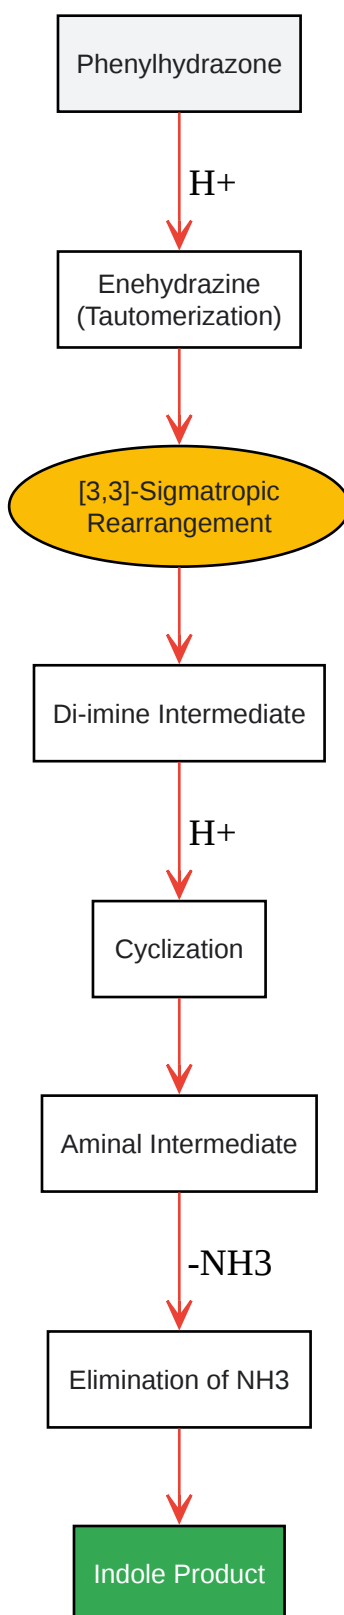 Phenylhydrazone
H+
Enehydrazine
(Tautomerization)
[3,3]-Sigmatropic
Rearrangement
Di-imine Intermediate
H+
Cyclization
Aminal Intermediate
-NH3
Elimination of NH3
Indole Product